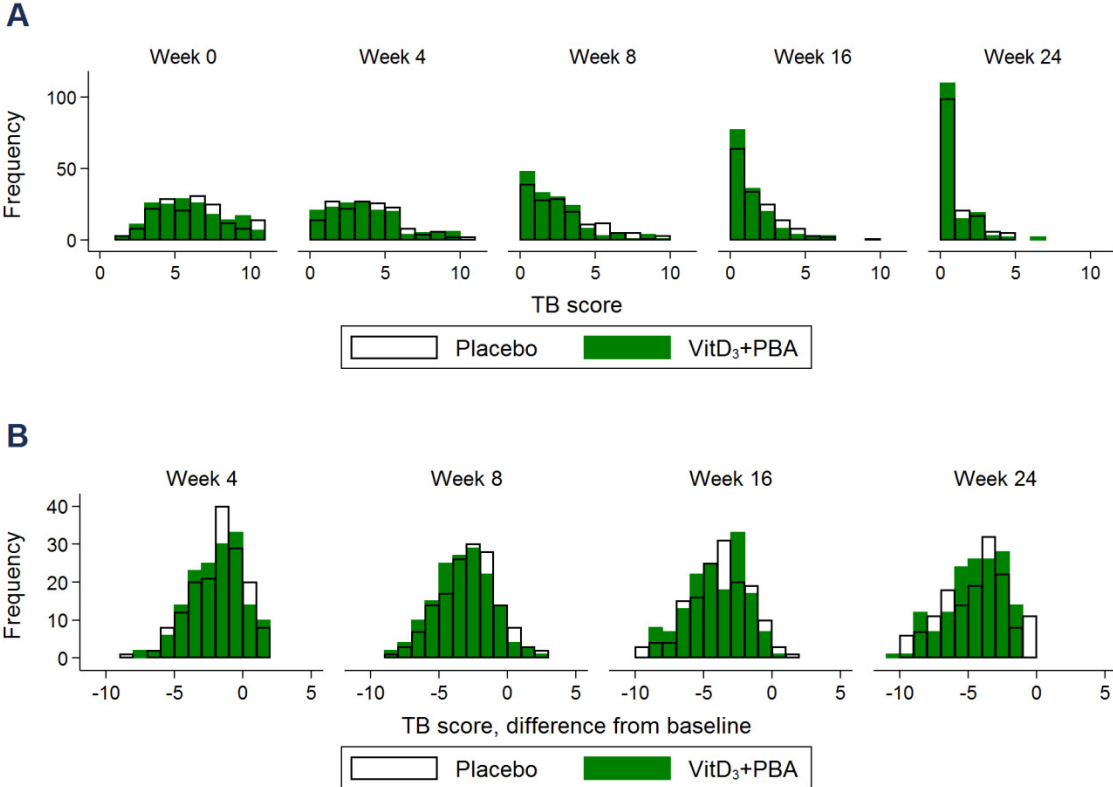 A
Week 0 Week 4 Week 8 Week 16 Week 24
Frequency
100
50
0
0 5 10 0 5 10 0 5 10 0 5 10 0 5 10
TB score
Placebo VitD₃+PBA
B
Week 4 Week 8 Week 16 Week 24
Frequency
40
30
20
10
0
-10 -5 0 5 -10 -5 0 5 -10 -5 0 5 -10 -5 0 5
TB score, difference from baseline
Placebo VitD₃+PBA